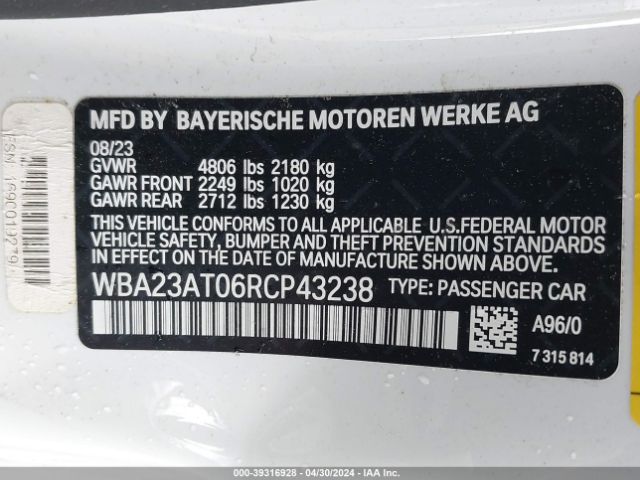 MFD BY BAYERISCHE MOTOREN WERKE AG
08/23
GVWR 4806 lbs 2180 kg
GAWR FRONT 2249 lbs 1020 kg
GAWR REAR 2712 lbs 1230 kg
THIS VEHICLE CONFORMS TO ALL APPLICABLE U.S.FEDERAL MOTOR
VEHICLE SAFETY, BUMPER AND THEFT PREVENTION STANDARDS
IN EFFECT ON THE DATE OF MANUFACTURE SHOWN ABOVE.
WBA23AT06RCP43238 TYPE: PASSENGER CAR
A96/0
7 315 814
000-39316928 - 04/30/2024 - IAAI.COM